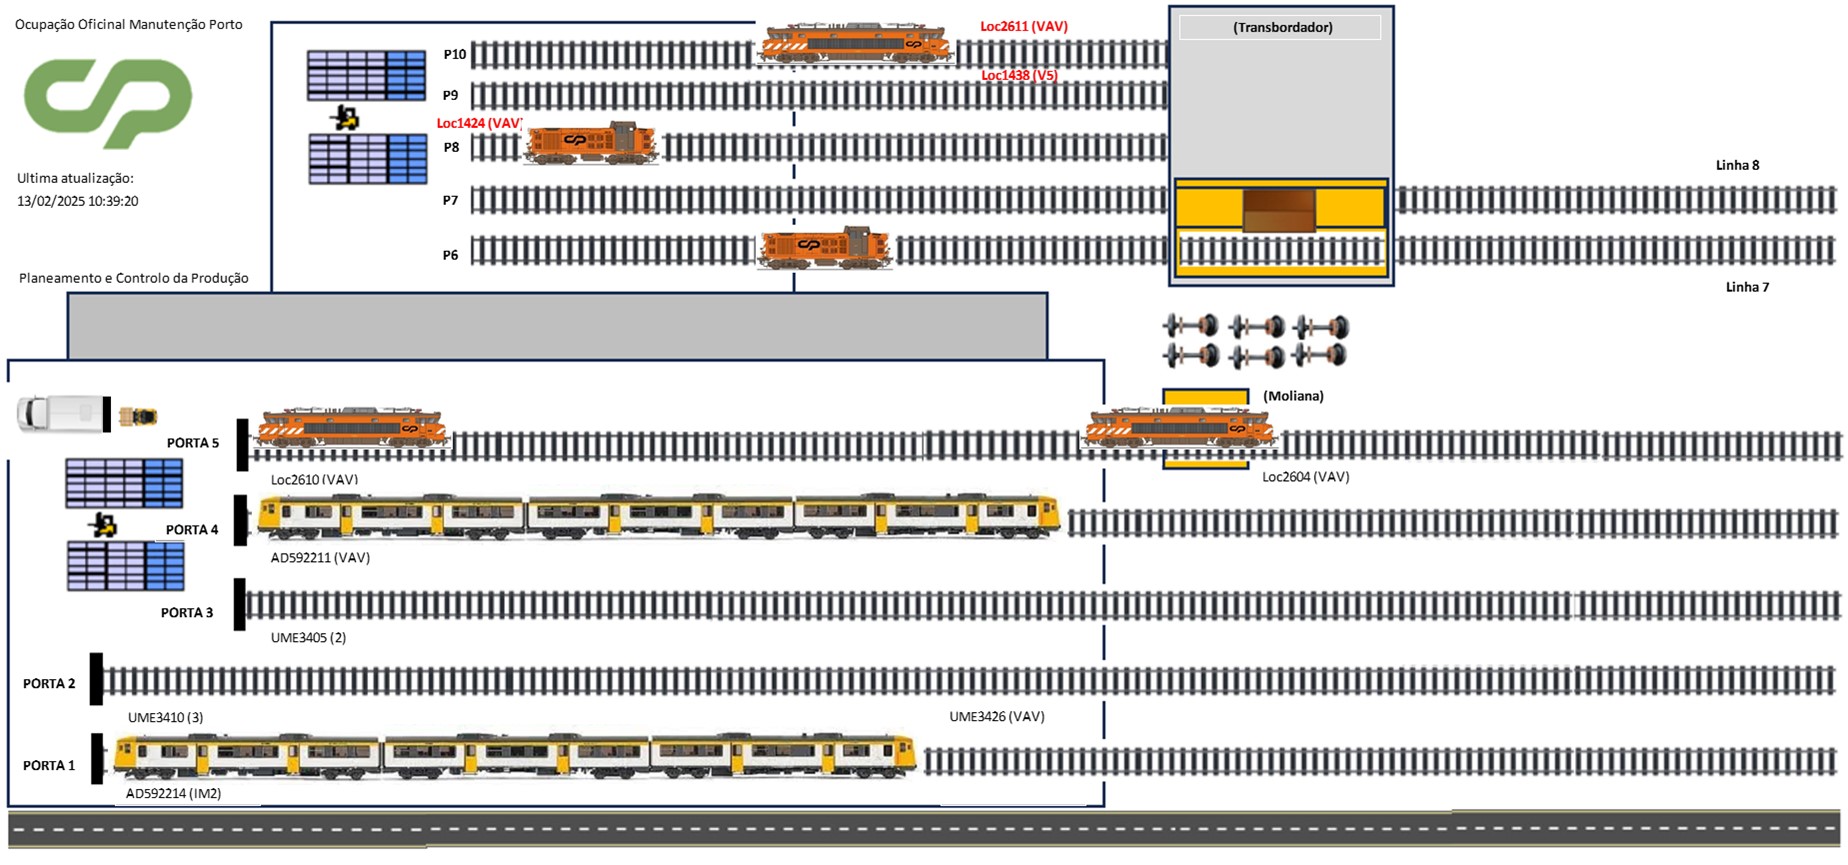 Ocupação Oficinal Manutenção Porto
Ultima atualização:
13/02/2025 10:39:20
Planeamento e Controlo da Produção
P10
Loc2611 (VAV)
(Transbordador)
P9
Loc1438 (V5)
Loc1424 (VAV)
P8
Linha 8
P7
P6
Linha 7
(Moliana)
PORTA 5
Loc2610 (VAV)
Loc2604 (VAV)
PORTA 4
AD592211 (VAV)
PORTA 3
UME3405 (2)
PORTA 2
UME3410 (3)
UME3426 (VAV)
PORTA 1
AD592214 (IM2)